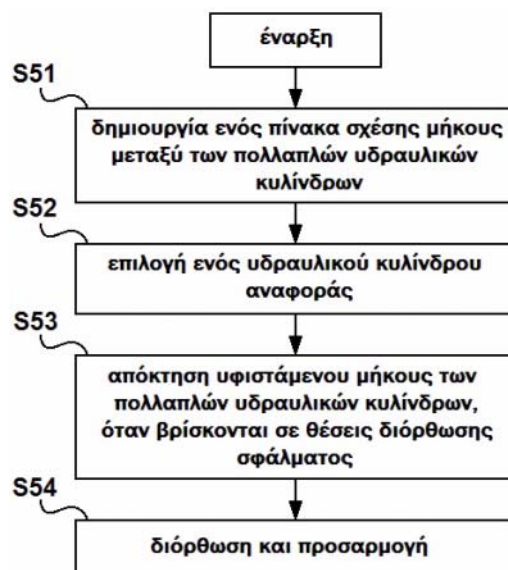 έναρξη
S51
δημιουργία ενός πίνακα σχέσης μήκους
μεταξύ των πολλαπλών υδραυλικών
κυλίνδρων
S52
επιλογή ενός υδραυλικού κυλίνδρου
αναφοράς
S53
απόκτηση υφιστάμενου μήκους των
πολλαπλών υδραυλικών κυλίνδρων,
όταν βρίσκονται σε θέσεις διόρθωσης
σφάλματος
S54
διόρθωση και προσαρμογή